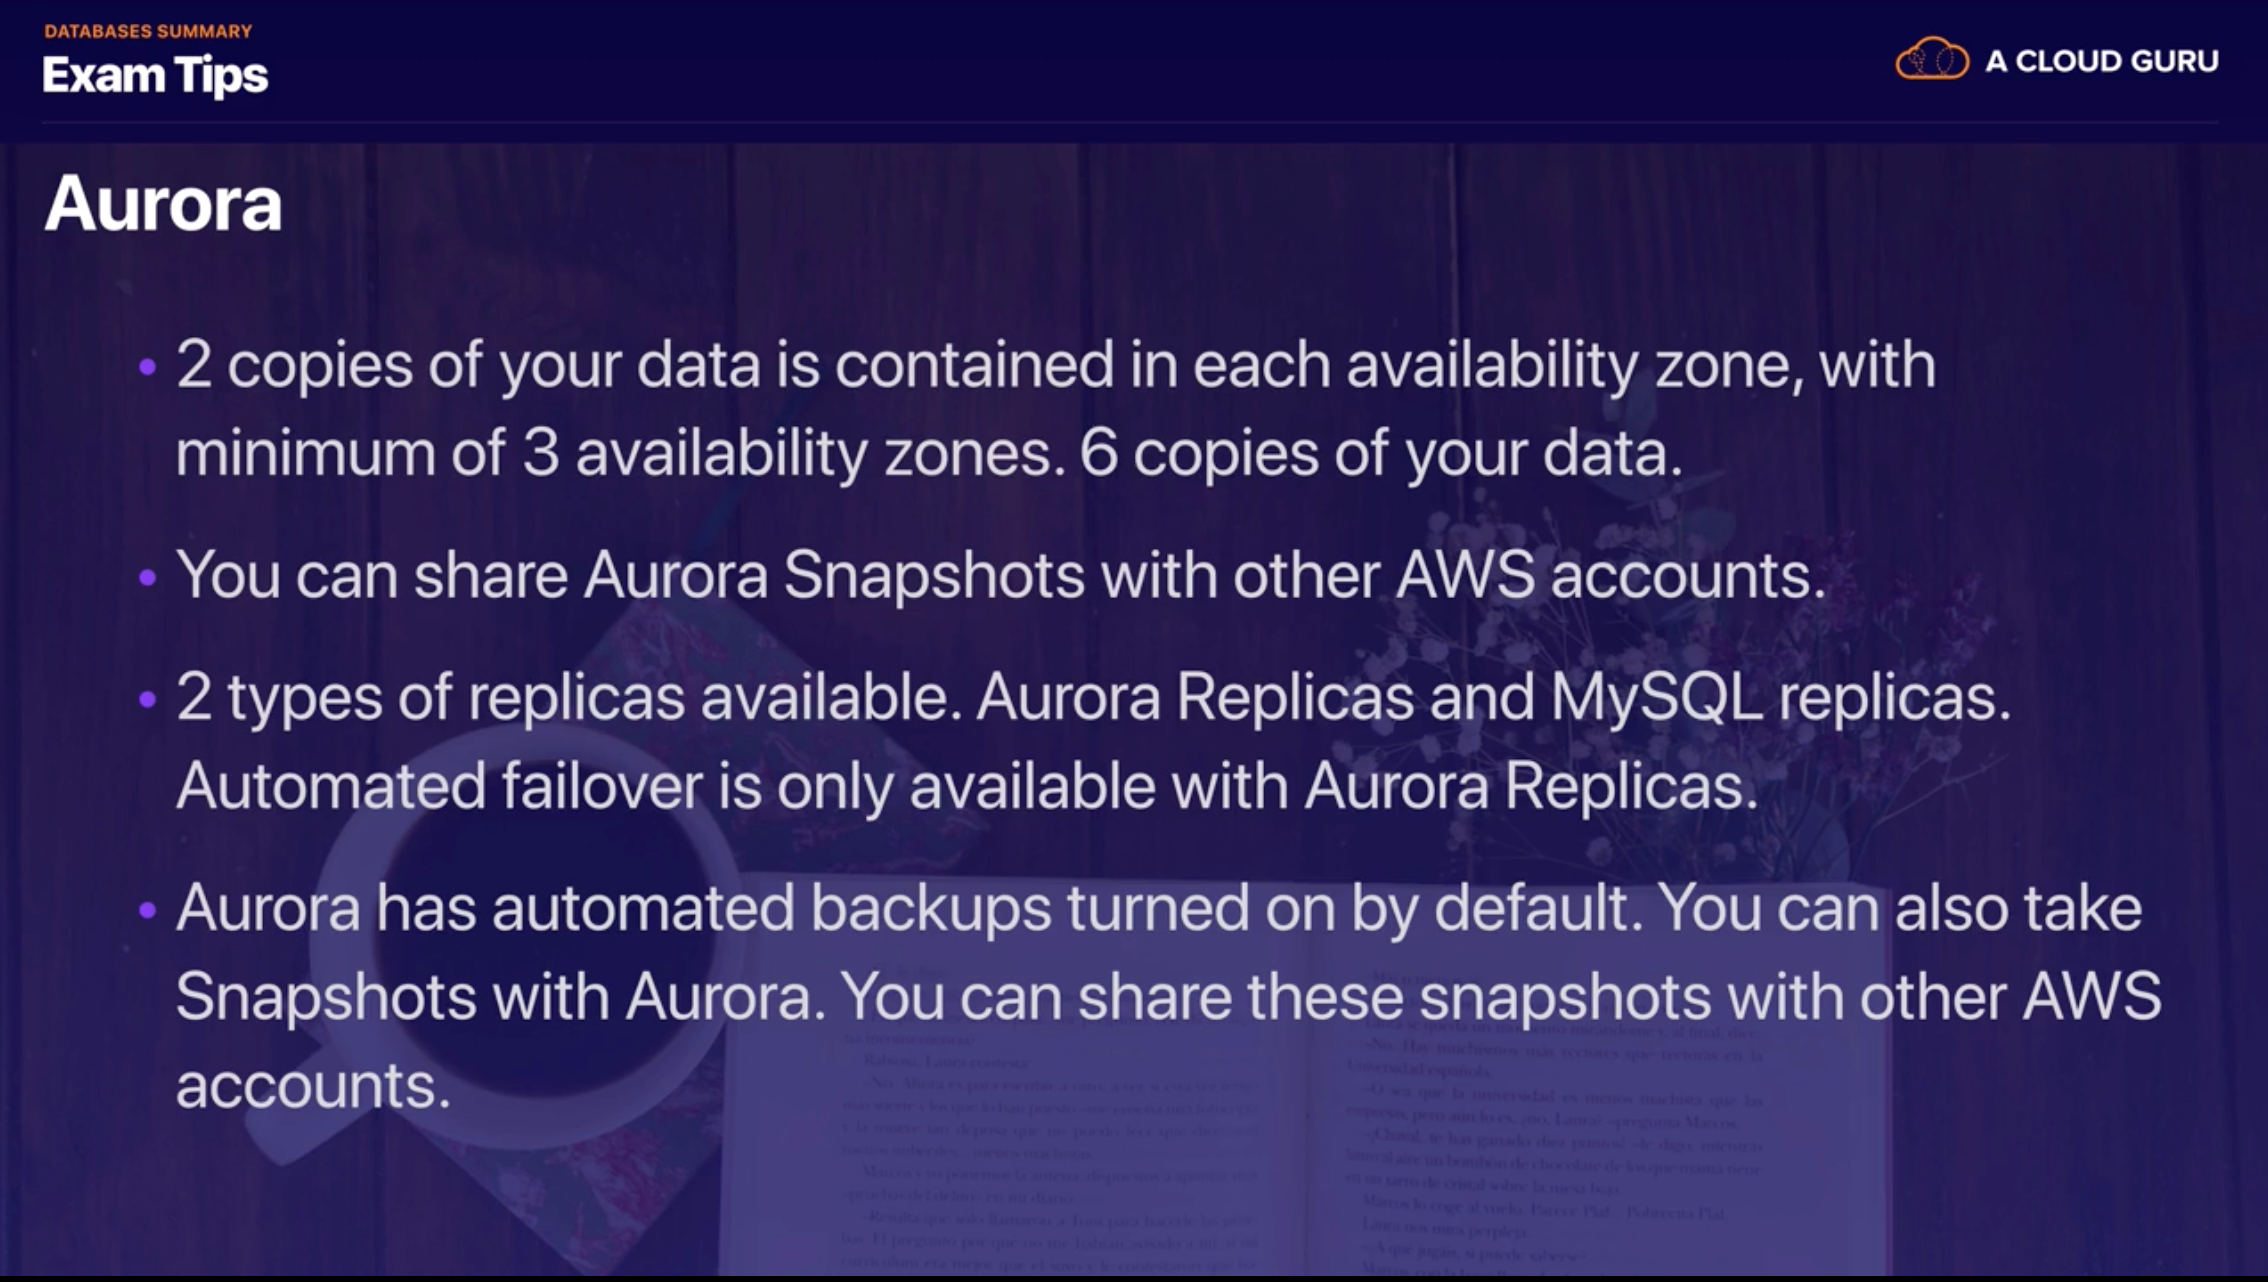 DATABASES SUMMARY
Exam Tips
A CLOUD GURU
Aurora
• 2 copies of your data is contained in each availability zone, with
minimum of 3 availability zones. 6 copies of your data.
• You can share Aurora Snapshots with other AWS accounts.
• 2 types of replicas available. Aurora Replicas and MySQL replicas.
Automated failover is only available with Aurora Replicas.
• Aurora has automated backups turned on by default. You can also take
Snapshots with Aurora. You can share these snapshots with other AWS
accounts.